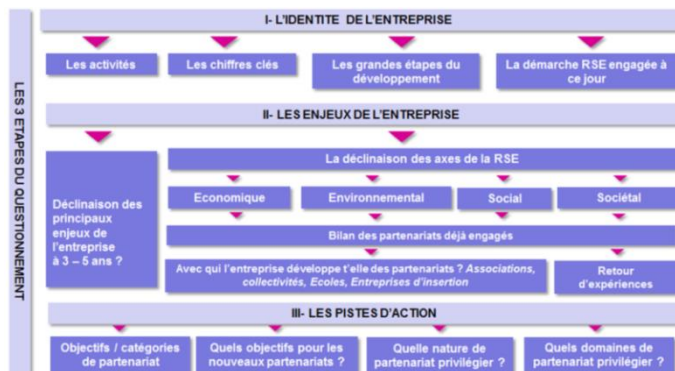 LES 3 ETAPES DU QUESTIONNEMENT
I- L'IDENTITE DE L'ENTREPRISE
Les activités
Les chiffres clés
Les grandes étapes du
développement
La démarche RSE engagée à
ce jour
II- LES ENJEUX DE L'ENTREPRISE
Déclinaison des
principaux
enjeux de
l'entreprise
à 3 – 5 ans ?
La déclinaison des axes de la RSE
Economique
Environnemental
Social
Sociétal
Bilan des partenariats déjà engagés
Avec qui l'entreprise développe t'elle des partenariats ? Associations,
collectivités, Ecoles, Entreprises d'insertion
Retour
d'expériences
III- LES PISTES D'ACTION
Objectifs / catégories
de partenariat
Quels objectifs pour les
nouveaux partenariats ?
Quelle nature de
partenariat privilégier ?
Quels domaines de
partenariat privilégier ?